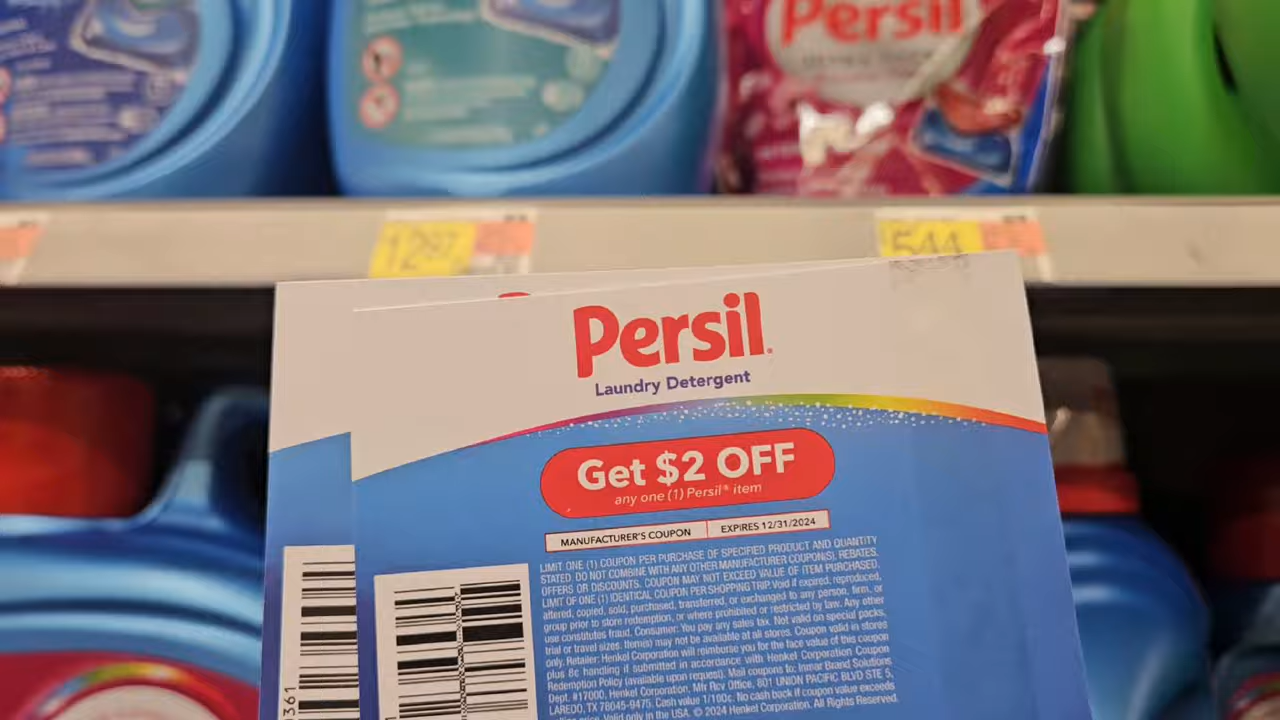 Persil
1297
544
Persil
Laundry Detergent
Get $2 OFF
any one (1) Persil® item
MANUFACTURER'S COUPON
EXPIRES 12/31/2024
LIMIT ONE (1) COUPON PER PURCHASE OF SPECIFIED PRODUCT AND QUANTITY
STATED. DO NOT COMBINE WITH ANY OTHER MANUFACTURER COUPON(S), REBATES,
OFFERS OR DISCOUNTS. COUPON MAY NOT EXCEED VALUE OF ITEM PURCHASED.
LIMIT OF ONE (1) IDENTICAL COUPON PER SHOPPING TRIP. Void if expired, reproduced,
altered, copied, sold, purchased, transferred, or exchanged to any person, firm, or
group prior to store redemption, or where prohibited or restricted by law. Any other
use constitutes fraud. Consumer: You pay any sales tax. Not valid on special packs,
trial or travel sizes. Item(s) may not be available at all stores. Coupon valid in stores
only. Retailer: Henkel Corporation will reimburse you for the face value of this coupon
plus 8¢ handling if submitted in accordance with Henkel Corporation Coupon
Redemption Policy (available upon request). Mail coupons to: Inmar Brand Solutions
Dept. #17000, Henkel Corporation, Mfr Rcv Office, 801 UNION PACIFIC BLVD STE 5,
LAREDO, TX 78045-9475. Cash value 1/100¢. No cash back if coupon value exceeds
selling price. Valid only in the USA. © 2024 Henkel Corporation. All Rights Reserved.
361